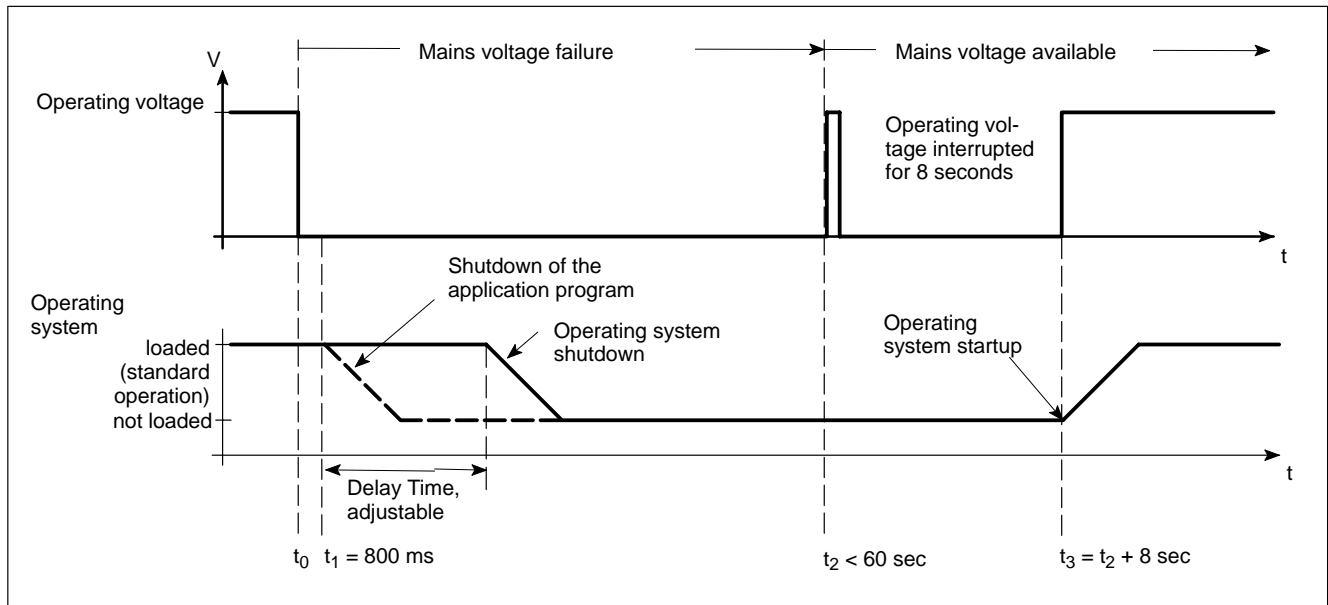 Mains voltage failure
Mains voltage available
V
Operating voltage
Operating vol-
tage interrupted
for 8 seconds
t
Shutdown of the
application program
Operating
system
Operating system
shutdown
Operating
system startup
loaded
(standard
operation)
not loaded
t
Delay Time,
adjustable
t0
t1 = 800 ms
t2 < 60 sec
t3 = t2 + 8 sec